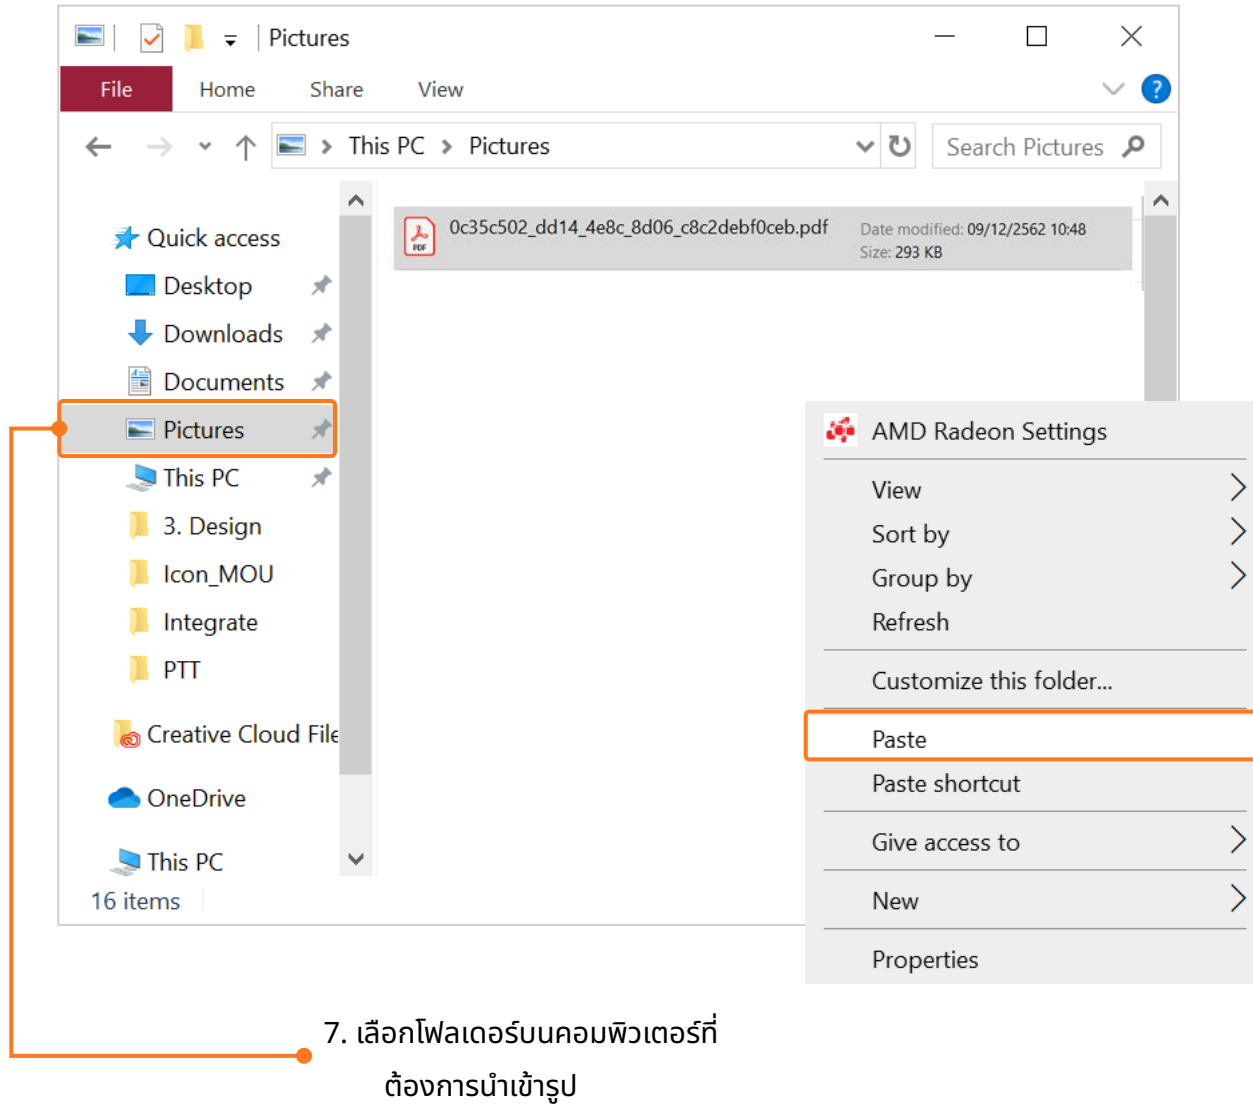 Pictures
File Home Share View
This PC Pictures
Search Pictures
Quick access
Desktop
Downloads
Documents
Pictures
This PC
3. Design
Icon_MOU
Integrate
PTT
Creative Cloud File
OneDrive
This PC
16 items
PDF
0c35c502_dd14_4e8c_8d06_c8c2debf0ceb.pdf
Date modified: 09/12/2562 10:48
Size: 293 KB
AMD Radeon Settings
View
Sort by
Group by
Refresh
Customize this folder...
Paste
Paste shortcut
Give access to
New
Properties
7. เลือกโฟลเดอร์บนคอมพิวเตอร์ที่
ต้องการนำเข้ารูป